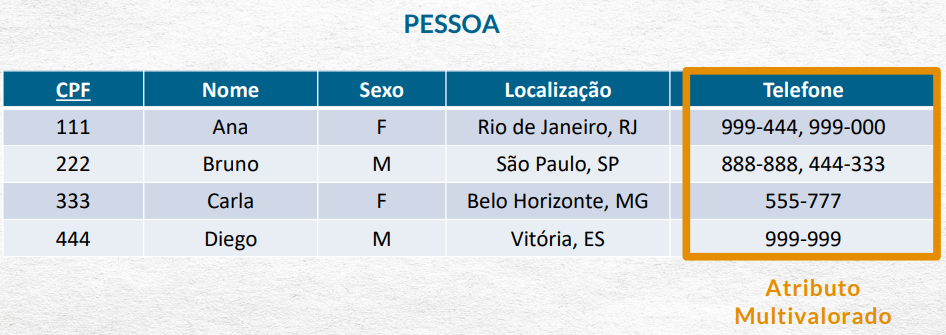 PESSOA
CPF Nome Sexo Localização Telefone
111 Ana F Rio de Janeiro, RJ 999-444, 999-000
222 Bruno M São Paulo, SP 888-888, 444-333
333 Carla F Belo Horizonte, MG 555-777
444 Diego M Vitória, ES 999-999
Atributo
Multivalorado